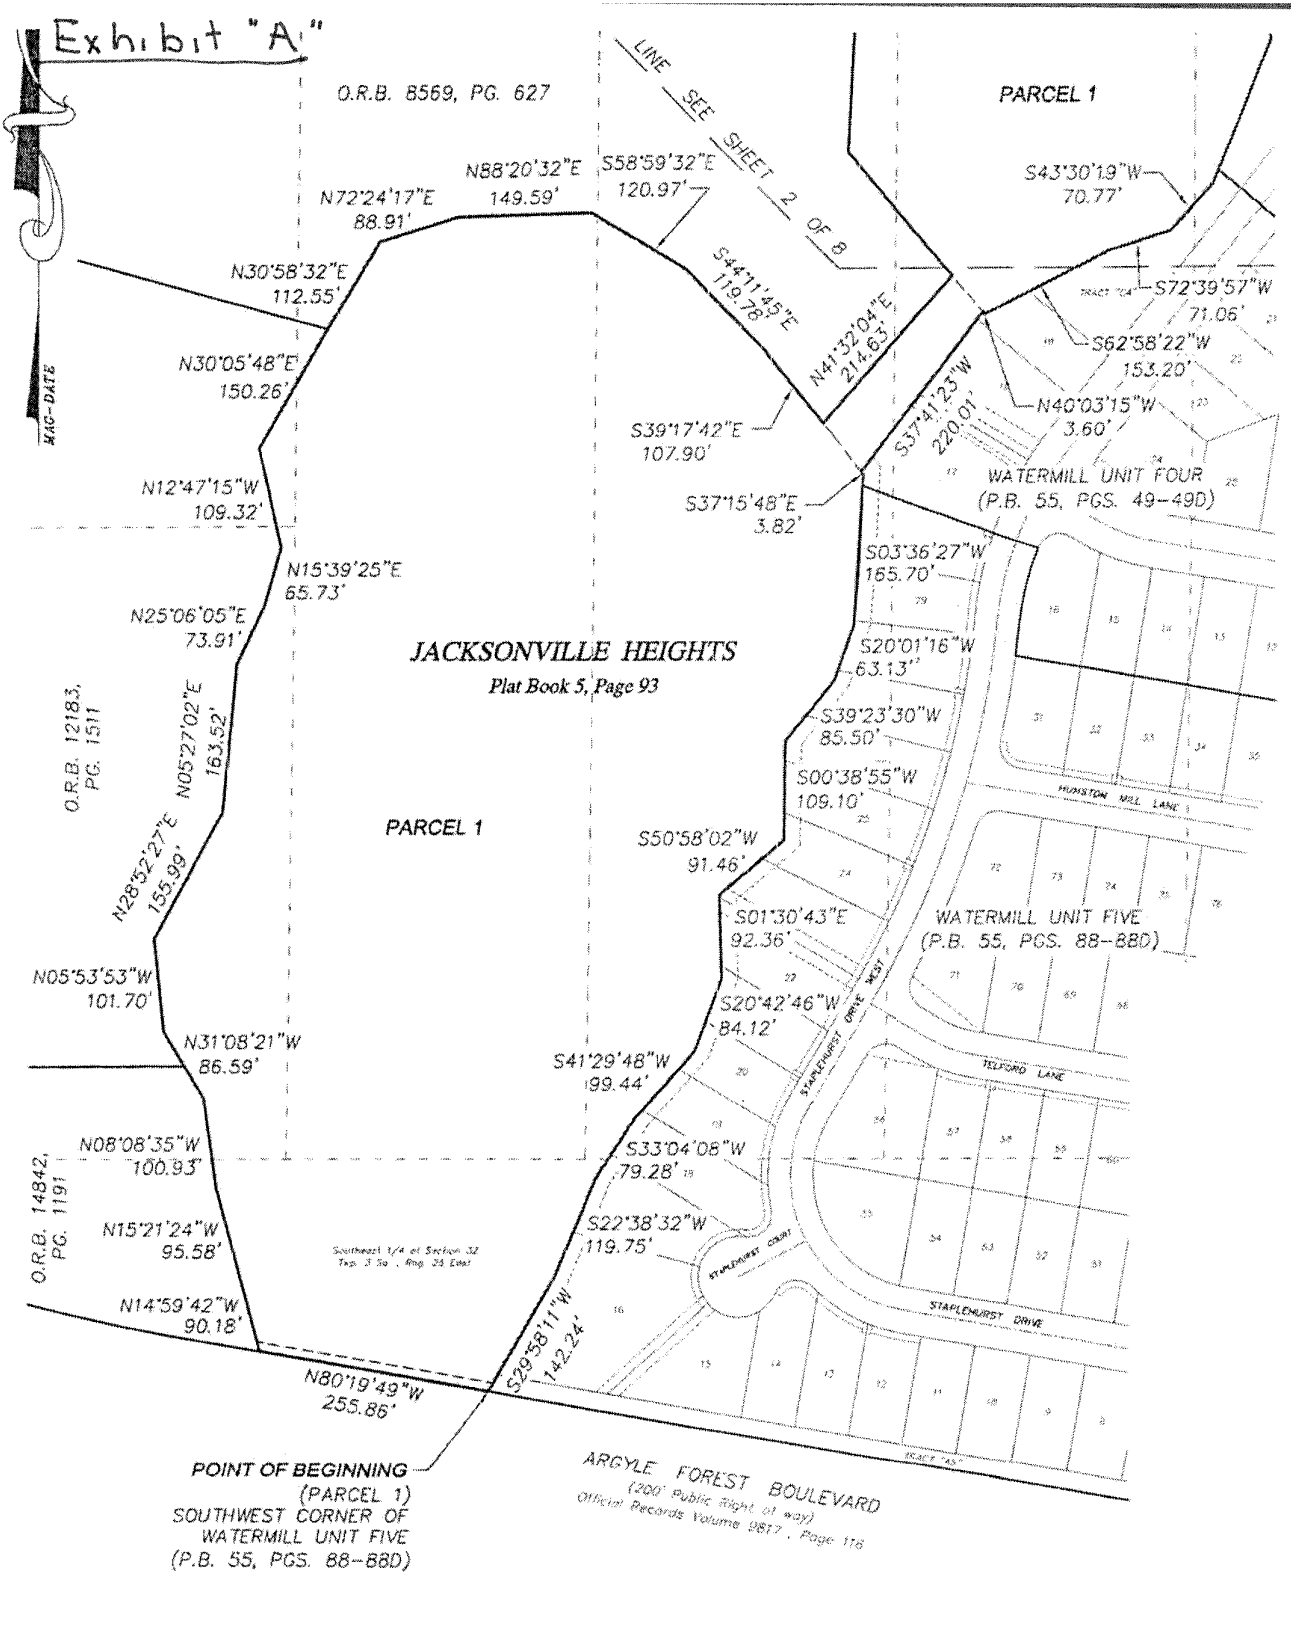 Exhibit "A"
O.R.B. 8569, PG. 627
LINE SEE SHEET 2 OF 8
PARCEL 1
S43°30'19"W
70.77'
N88°20'32"E
149.59'
S58°59'32"E
120.97'
N72°24'17"E
88.91'
N30°58'32"E
112.55'
S44°11'45"E
119.78'
N41°32'04"E
214.63'
TRACT "C4"
S72°39'57"W
71.06'
S62°58'22"W
153.20'
N30°05'48"E
150.26'
MAG-DATE
S37°41'23"W
220.01'
N40°03'15"W
3.60'
S39°17'42"E
107.90'
WATERMILL UNIT FOUR
(P.B. 55, PGS. 49-49D)
N12°47'15"W
109.32'
S37°15'48"E
3.82'
S03°36'27"W
165.70'
N15°39'25"E
65.73'
N25°06'05"E
73.91'
JACKSONVILLE HEIGHTS
Plat Book 5, Page 93
S20°01'16"W
63.13'
O.R.B. 12183,
PG. 1511
N05°27'02"E
163.52'
S39°23'30"W
85.50'
S00°38'55"W
109.10'
HUMSTON MILL LANE
PARCEL 1
S50°58'02"W
91.46'
N28°52'27"E
155.99'
S01°30'43"E
92.36'
WATERMILL UNIT FIVE
(P.B. 55, PGS. 88-88D)
N05°53'53"W
101.70'
S20°42'46"W
84.12'
STAPLEHURST DRIVE WEST
N31°08'21"W
86.59'
S41°29'48"W
99.44'
TELFORD LANE
N08°08'35"W
100.93'
S33°04'08"W
79.28'
O.R.B. 14842,
PG. 1191
N15°21'24"W
95.58'
Southeast 1/4 of Section 32
Twp. 3 So., Rng. 25 East
S22°38'32"W
119.75'
STAPLEHURST COURT
N14°59'42"W
90.18'
STAPLEHURST DRIVE
S29°58'11"W
142.24'
N80°19'49"W
255.86'
TRACT "A5"
POINT OF BEGINNING
(PARCEL 1)
SOUTHWEST CORNER OF
WATERMILL UNIT FIVE
(P.B. 55, PGS. 88-88D)
ARGYLE FOREST BOULEVARD
(200' Public Right of way)
Official Records Volume 9817, Page 116